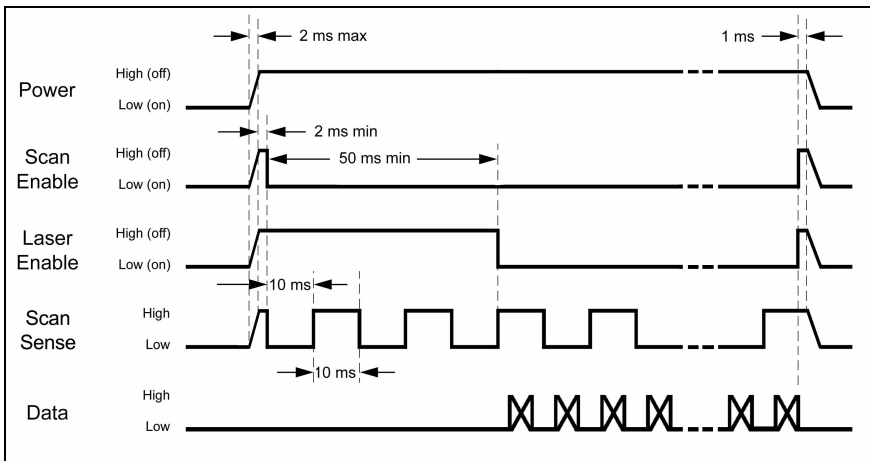 2 ms max
1 ms
Power
High (off)
Low (on)
2 ms min
Scan
Enable
High (off)
Low (on)
50 ms min
Laser
Enable
High (off)
Low (on)
10 ms
Scan
Sense
High
Low
10 ms
Data
High
Low